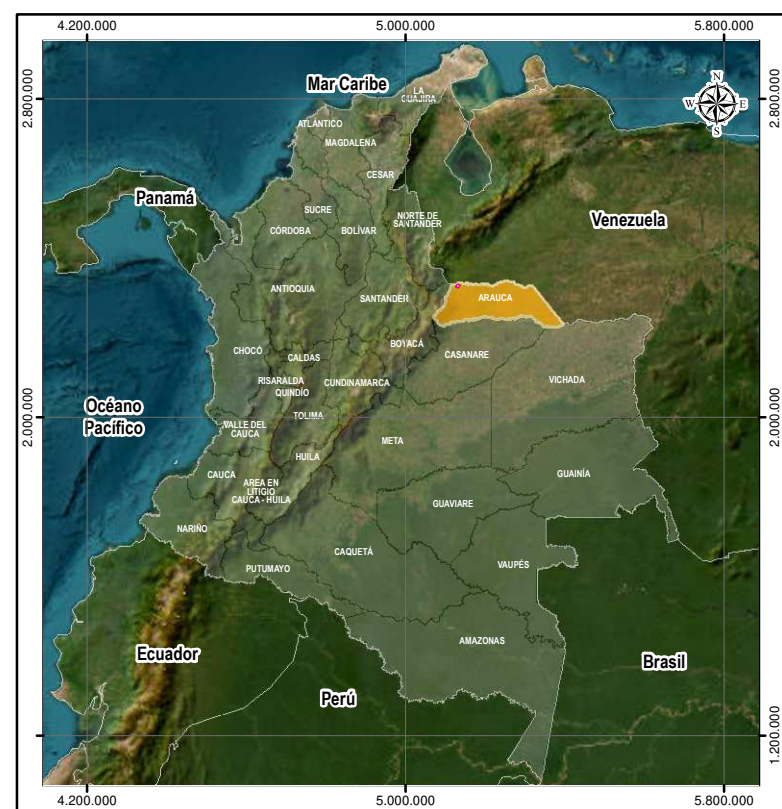 4.200.000
5.000.000
5.800.000
2.800.000
2.800.000
Mar Caribe
LA
GUAJIRA
N
W
E
S
ATLÁNTICO
MAGDALENA
CESAR
Panamá
SUCRE
NORTE DE
SANTANDER
Venezuela
CÓRDOBA
BOLÍVAR
ANTIOQUIA
SANTANDER
ARAUCA
CHOCÓ
CALDAS
BOYACÁ
CASANARE
RISARALDA
CUNDINAMARCA
VICHADA
QUINDÍO
Océano
Pacífico
TOLIMA
2.000.000
2.000.000
VALLE DEL
CAUCA
META
HUILA
CAUCA
AREA EN
LITIGIO
CAUCA - HUILA
GUAINÍA
GUAVIARE
NARIÑO
CAQUETÁ
VAUPÉS
PUTUMAYO
AMAZONAS
Ecuador
Brasil
Perú
1.200.000
1.200.000
4.200.000
5.000.000
5.800.000